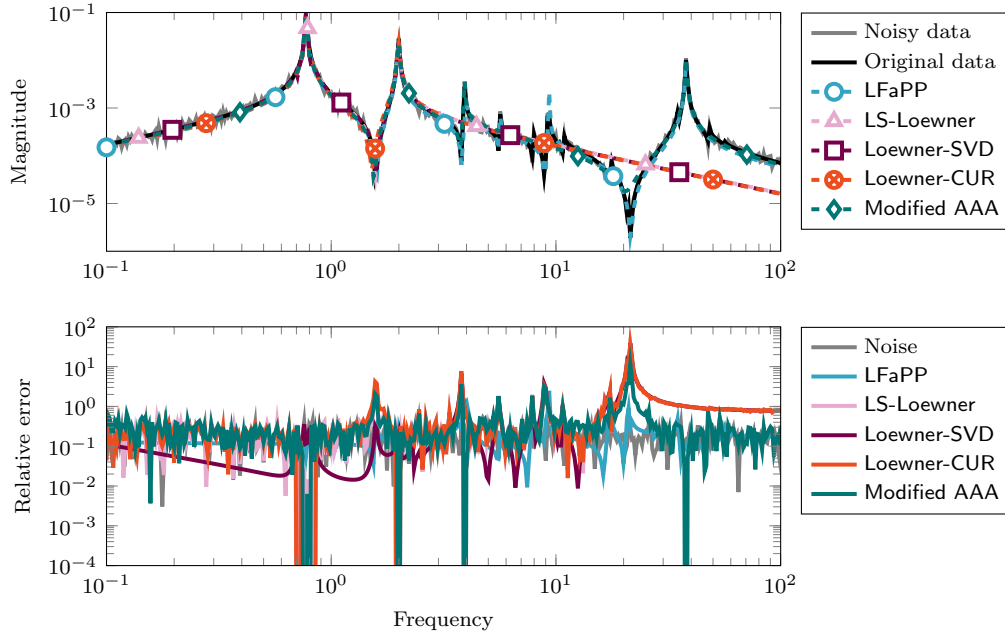 10^−1
10^−3
10^−5
Magnitude
10^−1
10^0
10^1
10^2
Noisy data
Original data
LFaPP
LS-Loewner
Loewner-SVD
Loewner-CUR
Modified AAA
10^2
10^1
10^0
10^−1
10^−2
10^−3
10^−4
Relative error
10^−1
10^0
10^1
10^2
Frequency
Noise
LFaPP
LS-Loewner
Loewner-SVD
Loewner-CUR
Modified AAA